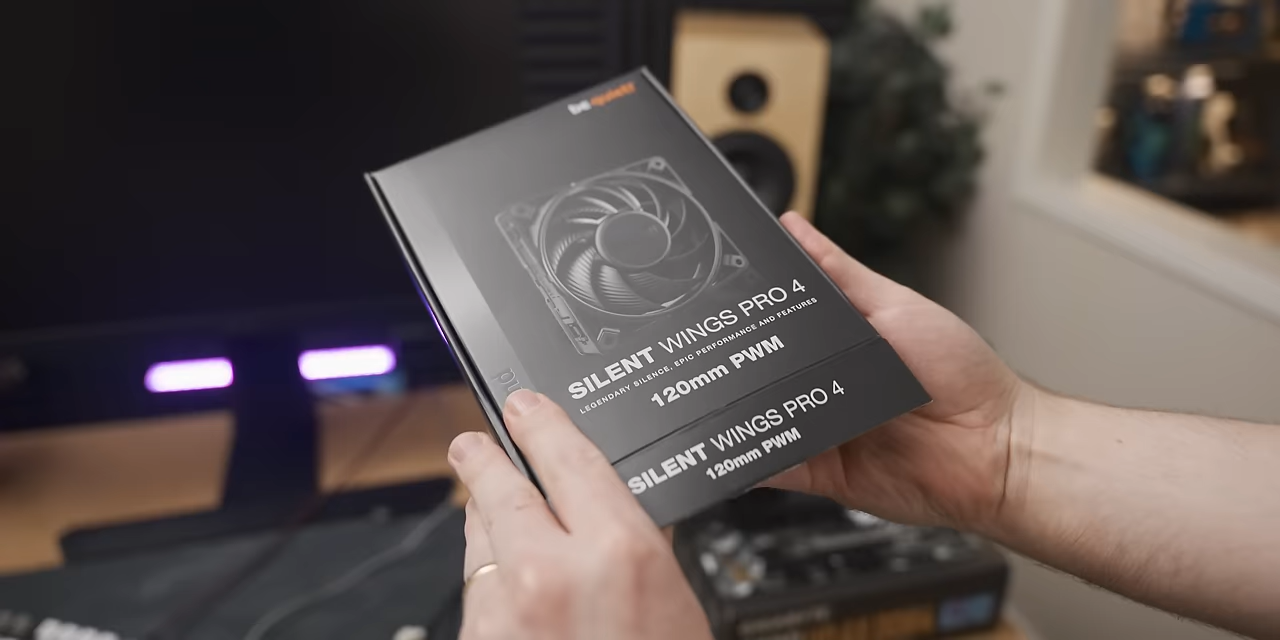 be quiet!
SILENT WINGS PRO 4
LEGENDARY SILENCE, EPIC PERFORMANCE AND FEATURES
120mm PWM
SILENT WINGS PRO 4
120mm PWM